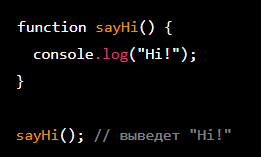 function sayHi() {
  console.log("Hi!");
}
sayHi(); // выведет "Hi!"